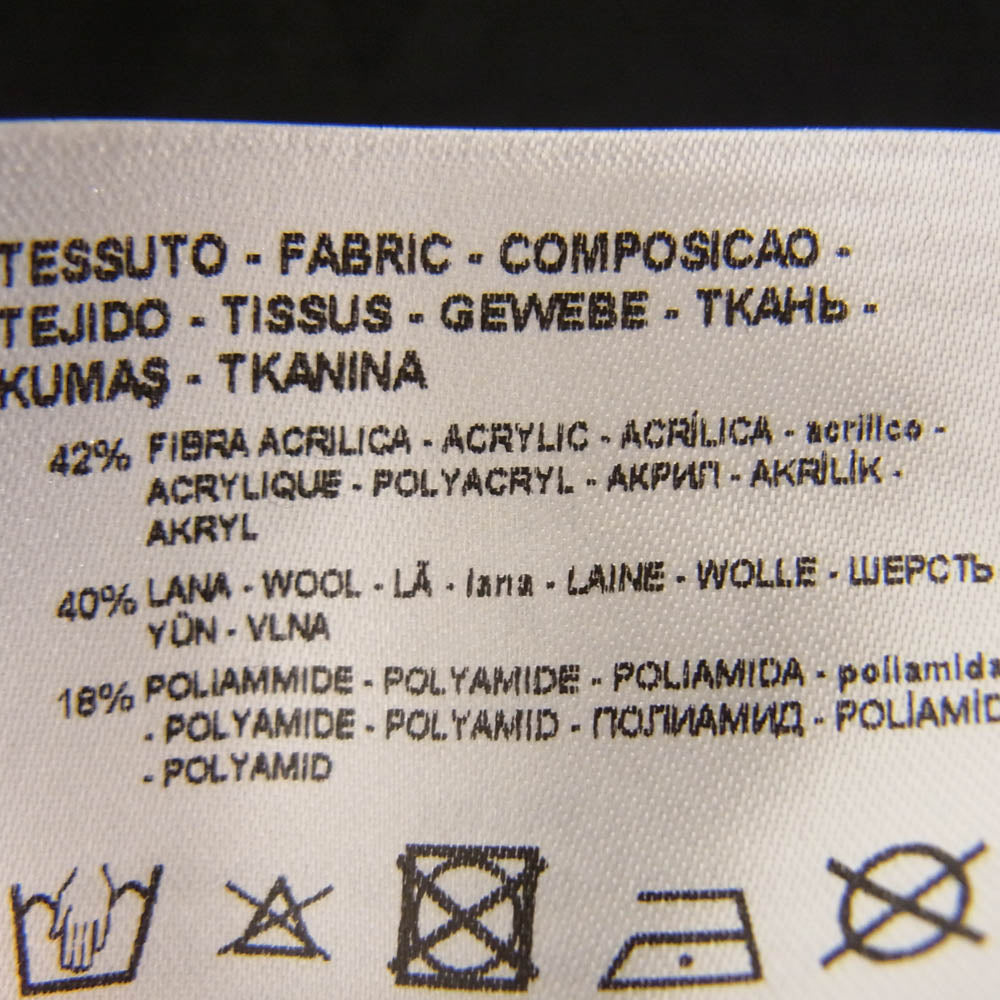 TESSUTO - FABRIC - COMPOSICAO -
TEJIDO - TISSUS - GEWEBE - ТКАНЬ -
KUMAŞ - TKANINA
42% FIBRA ACRILICA - ACRYLIC - ACRÍLICA - acrílico -
ACRYLIQUE - POLYACRYL - АКРИЛ - AKRİLİK -
AKRYL
40% LANA - WOOL - LÃ - lana - LAINE - WOLLE - ШЕРСТЬ
YÜN - VLNA
18% POLIAMMIDE - POLYAMIDE - POLIAMIDA - poliamida
- POLYAMIDE - POLYAMID - ПОЛИАМИД - POLİAMİD
- POLYAMID